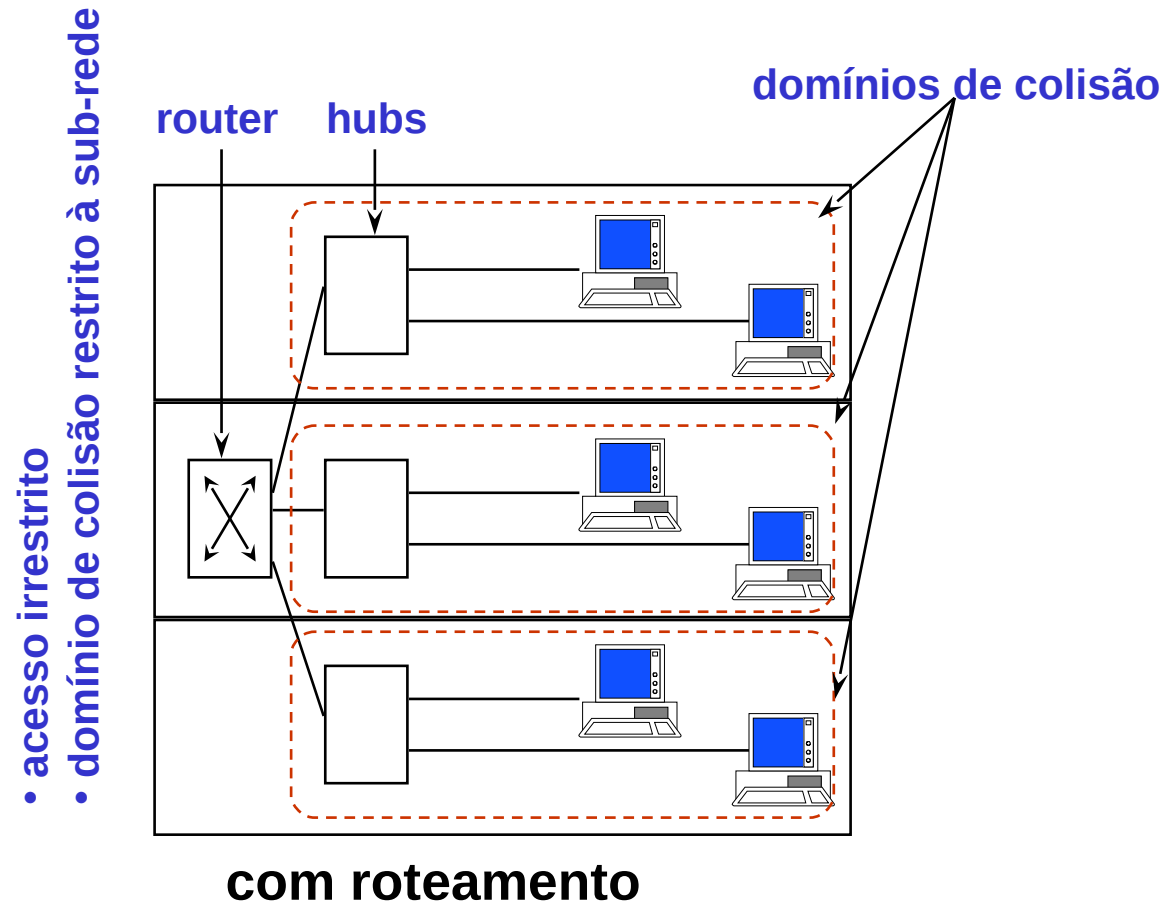 domínios de colisão
router
hubs
• acesso irrestrito
• domínio de colisão restrito à sub-rede
com roteamento